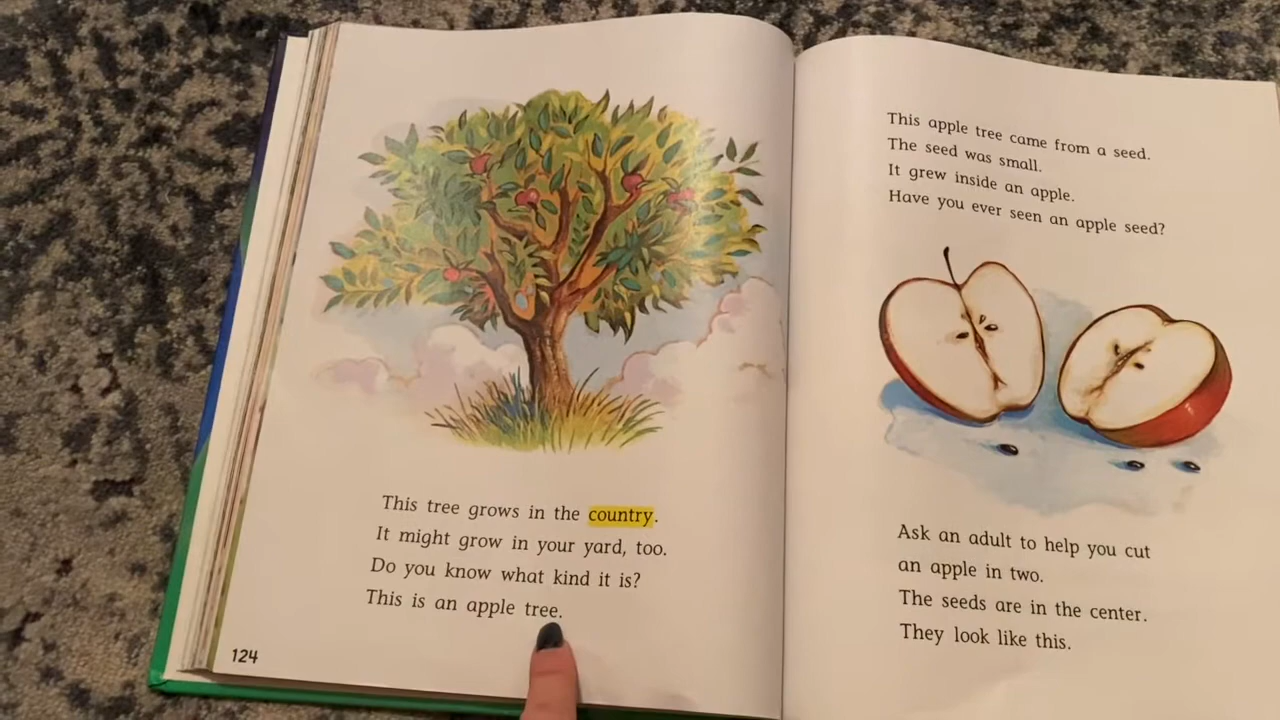 This tree grows in the country.
It might grow in your yard, too.
Do you know what kind it is?
This is an apple tree.
124
This apple tree came from a seed.
The seed was small.
It grew inside an apple.
Have you ever seen an apple seed?
Ask an adult to help you cut
an apple in two.
The seeds are in the center.
They look like this.